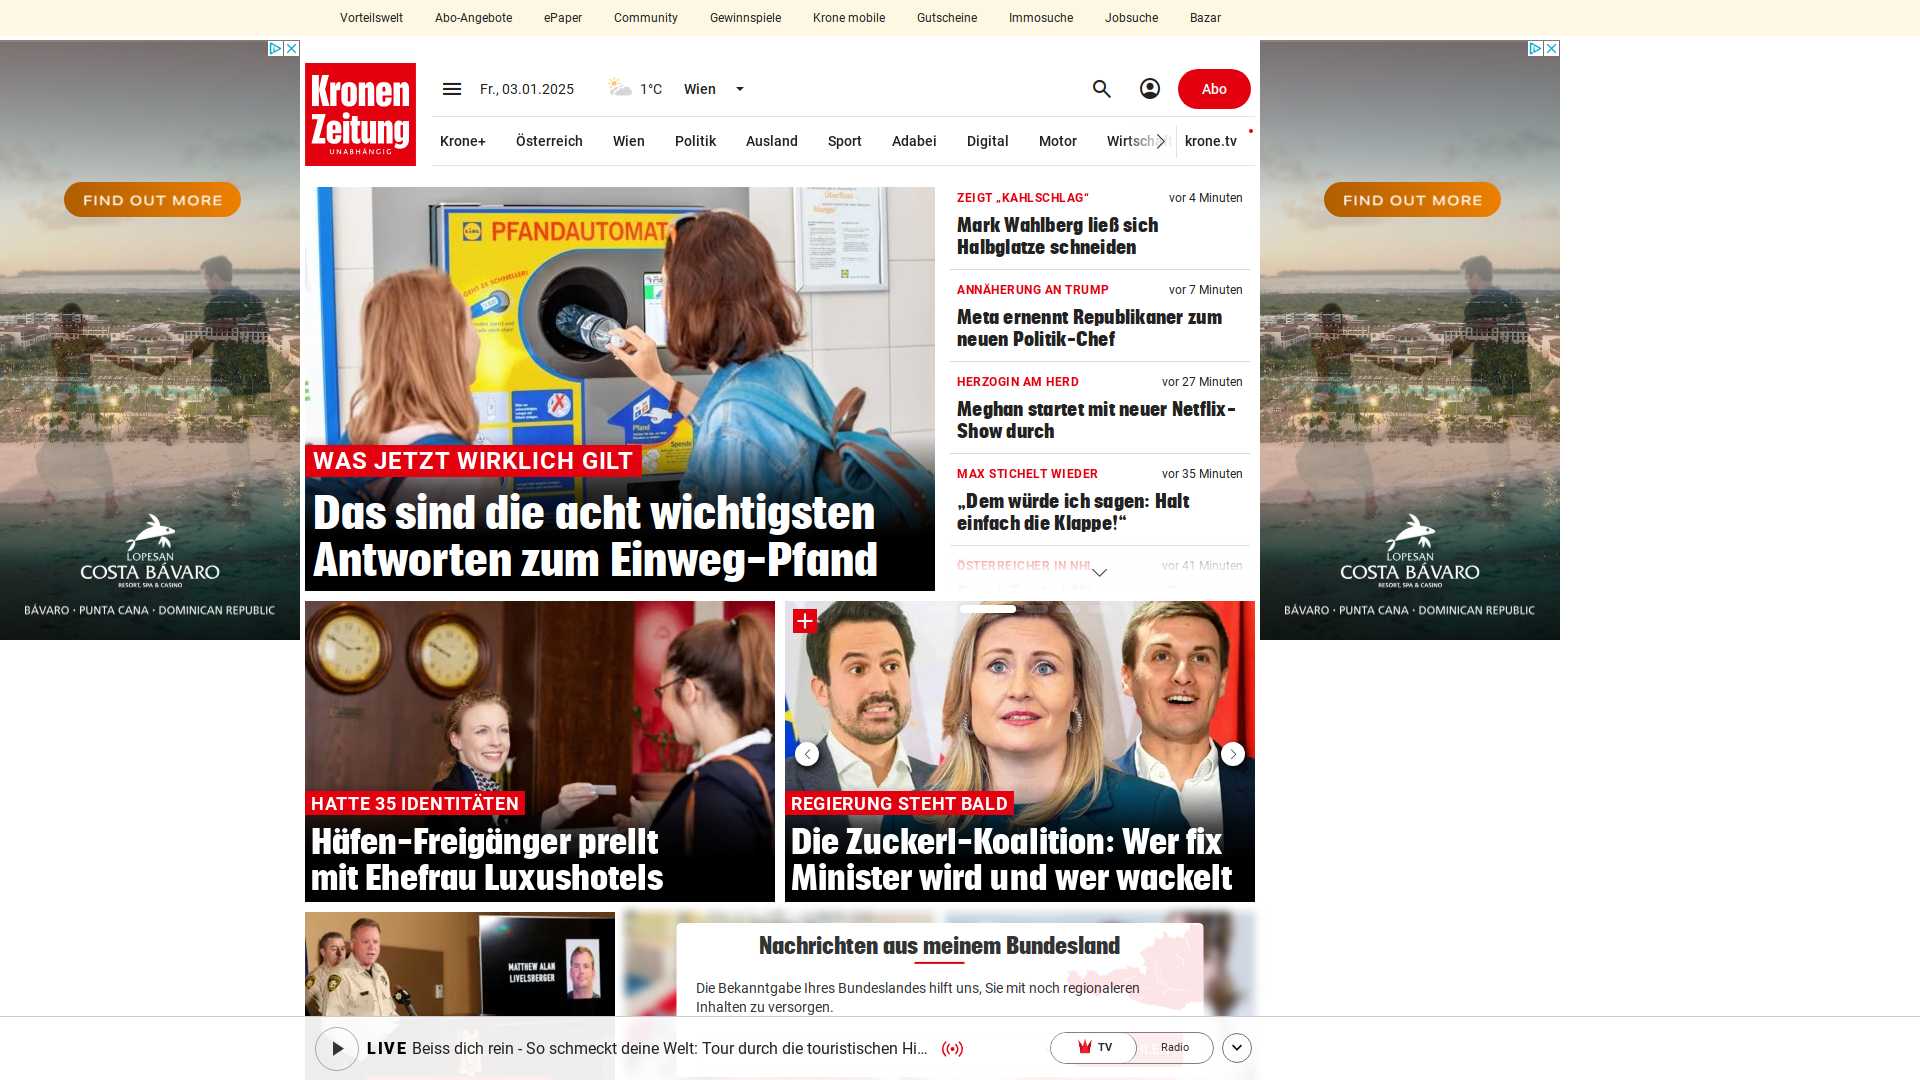 Vorteilswelt
Abo-Angebote
ePaper
Community
Gewinnspiele
Krone mobile
Gutscheine
Immosuche
Jobsuche
Bazar
Kronen
Zeitung
UNABHÄNGIG
Fr., 03.01.2025
1°C
Wien
Abo
Krone+
Österreich
Wien
Politik
Ausland
Sport
Adabei
Digital
Motor
krone.tv
FIND OUT MORE
LOPESAN
COSTA BÁVARO
RESORT, SPA & CASINO
BÁVARO · PUNTA CANA · DOMINICAN REPUBLIC
PFANDAUTOMAT
Pfand
Spende
WAS JETZT WIRKLICH GILT
Das sind die acht wichtigsten
Antworten zum Einweg-Pfand
ZEIGT „KAHLSCHLAG“
vor 4 Minuten
Mark Wahlberg ließ sich
Halbglatze schneiden
ANNÄHERUNG AN TRUMP
vor 7 Minuten
Meta ernennt Republikaner zum
neuen Politik-Chef
HERZOGIN AM HERD
vor 27 Minuten
Meghan startet mit neuer Netflix-
Show durch
MAX STICHELT WIEDER
vor 35 Minuten
„Dem würde ich sagen: Halt
einfach die Klappe!“
ÖSTERREICHER IN NHL
vor 41 Minuten
FIND OUT MORE
LOPESAN
COSTA BÁVARO
RESORT, SPA & CASINO
BÁVARO · PUNTA CANA · DOMINICAN REPUBLIC
HATTE 35 IDENTITÄTEN
Häfen-Freigänger prellt
mit Ehefrau Luxushotels
REGIERUNG STEHT BALD
Die Zuckerl-Koalition: Wer fix
Minister wird und wer wackelt
MATTHEW ALAN
LIVELSBERGER
Nachrichten aus meinem Bundesland
Die Bekanntgabe Ihres Bundeslandes hilft uns, Sie mit noch regionaleren
Inhalten zu versorgen.
LIVE Beiss dich rein - So schmeckt deine Welt: Tour durch die touristischen Hi...
TV
Radio